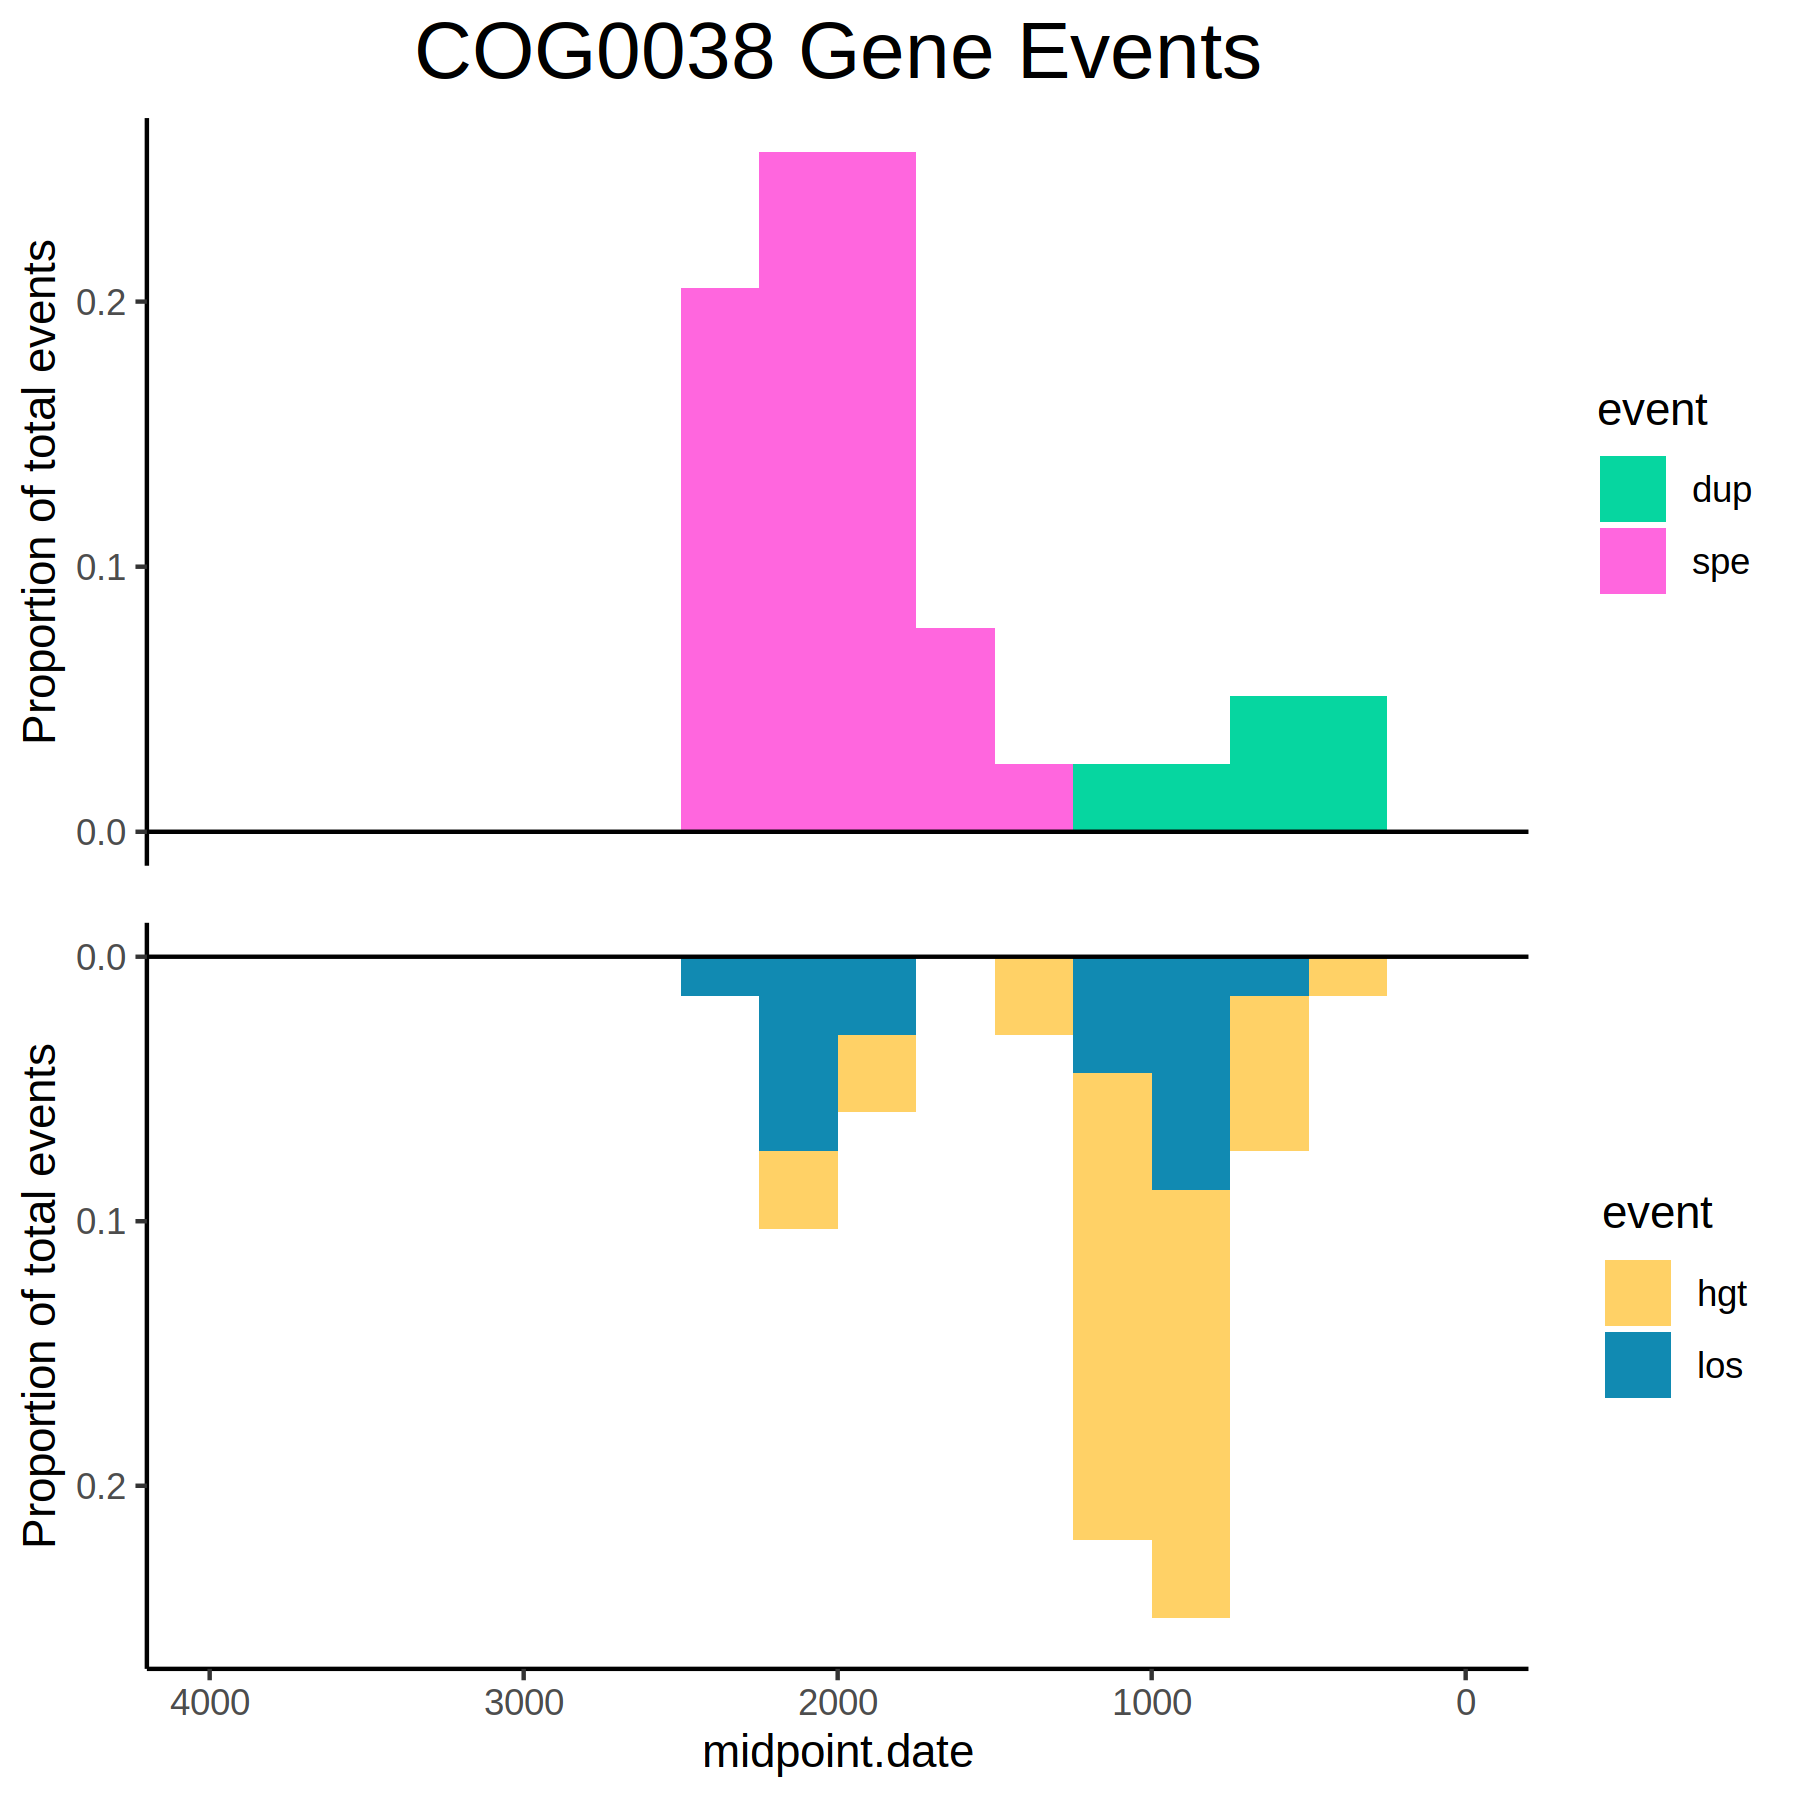 COG0038 Gene Events
Proportion of total events
0.2
0.1
0.0
event
dup
spe
Proportion of total events
0.0
0.1
0.2
event
hgt
los
4000 3000 2000 1000 0
midpoint.date